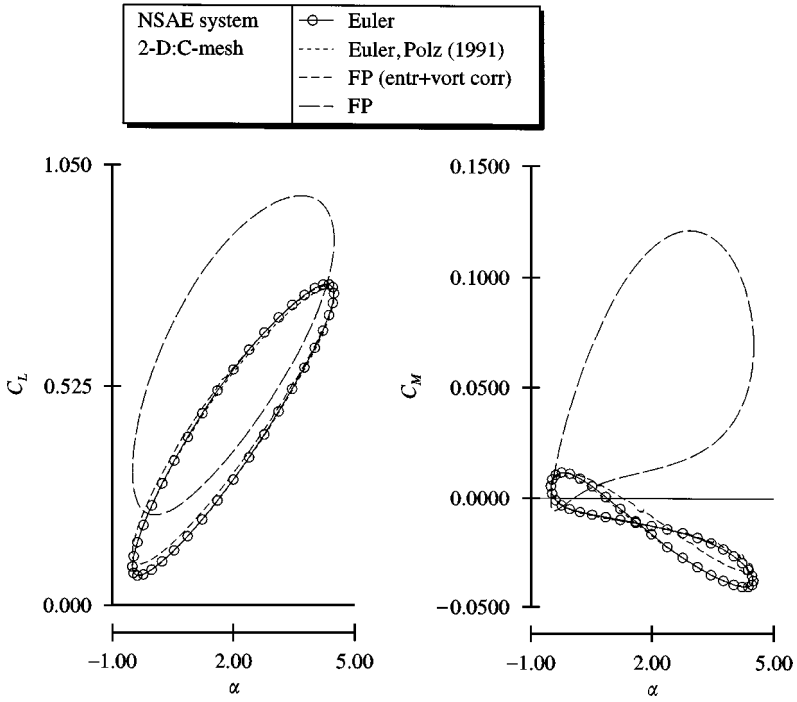 NSAE system
2-D:C-mesh
Euler
Euler, Polz (1991)
FP (entr+vort corr)
FP
1.050
0.525
0.000
C_L
−1.00 2.00 5.00
α
0.1500
0.1000
0.0500
0.0000
−0.0500
C_M
−1.00 2.00 5.00
α